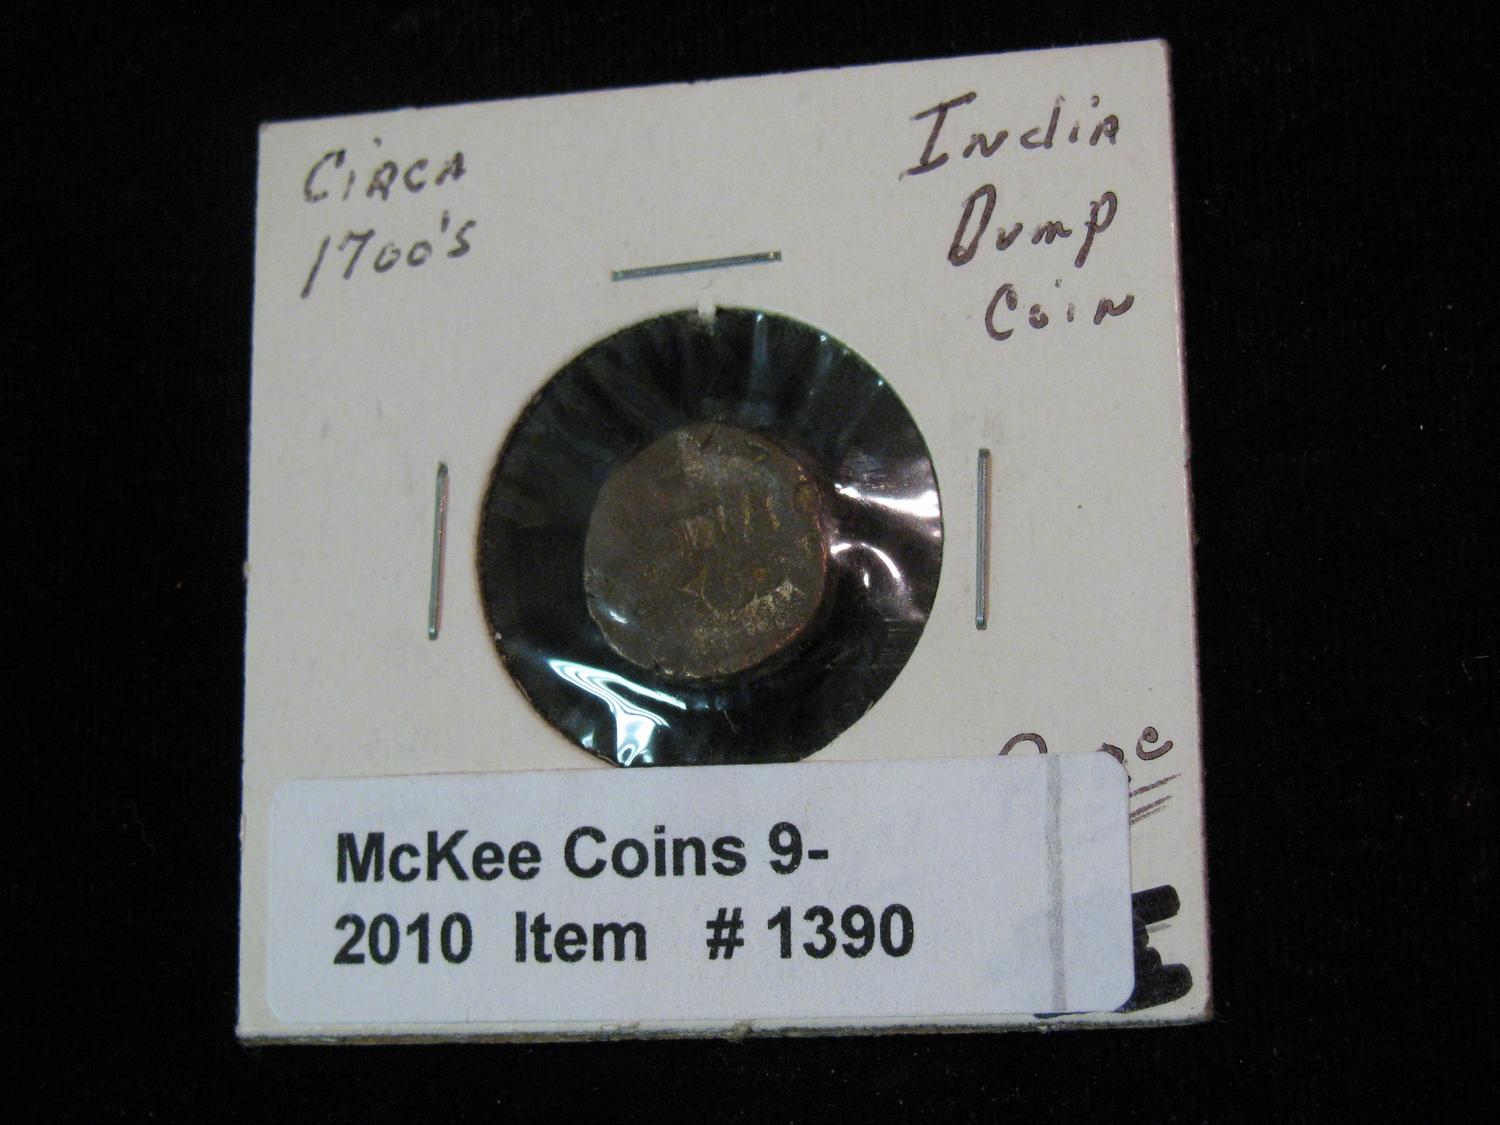 CIRCA
1700's
INDIA
Dump
Coin
McKee Coins 9-
2010 Item # 1390